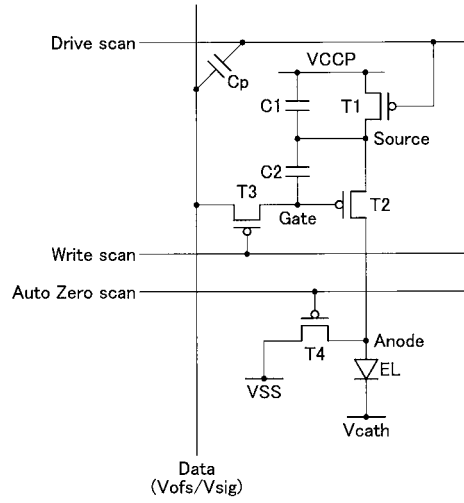 Drive scan
Cp
VCCP
C1
T1
Source
C2
T3
T2
Gate
Write scan
Auto Zero scan
T4
Anode
EL
VSS
Vcath
Data
(Vofs/Vsig)